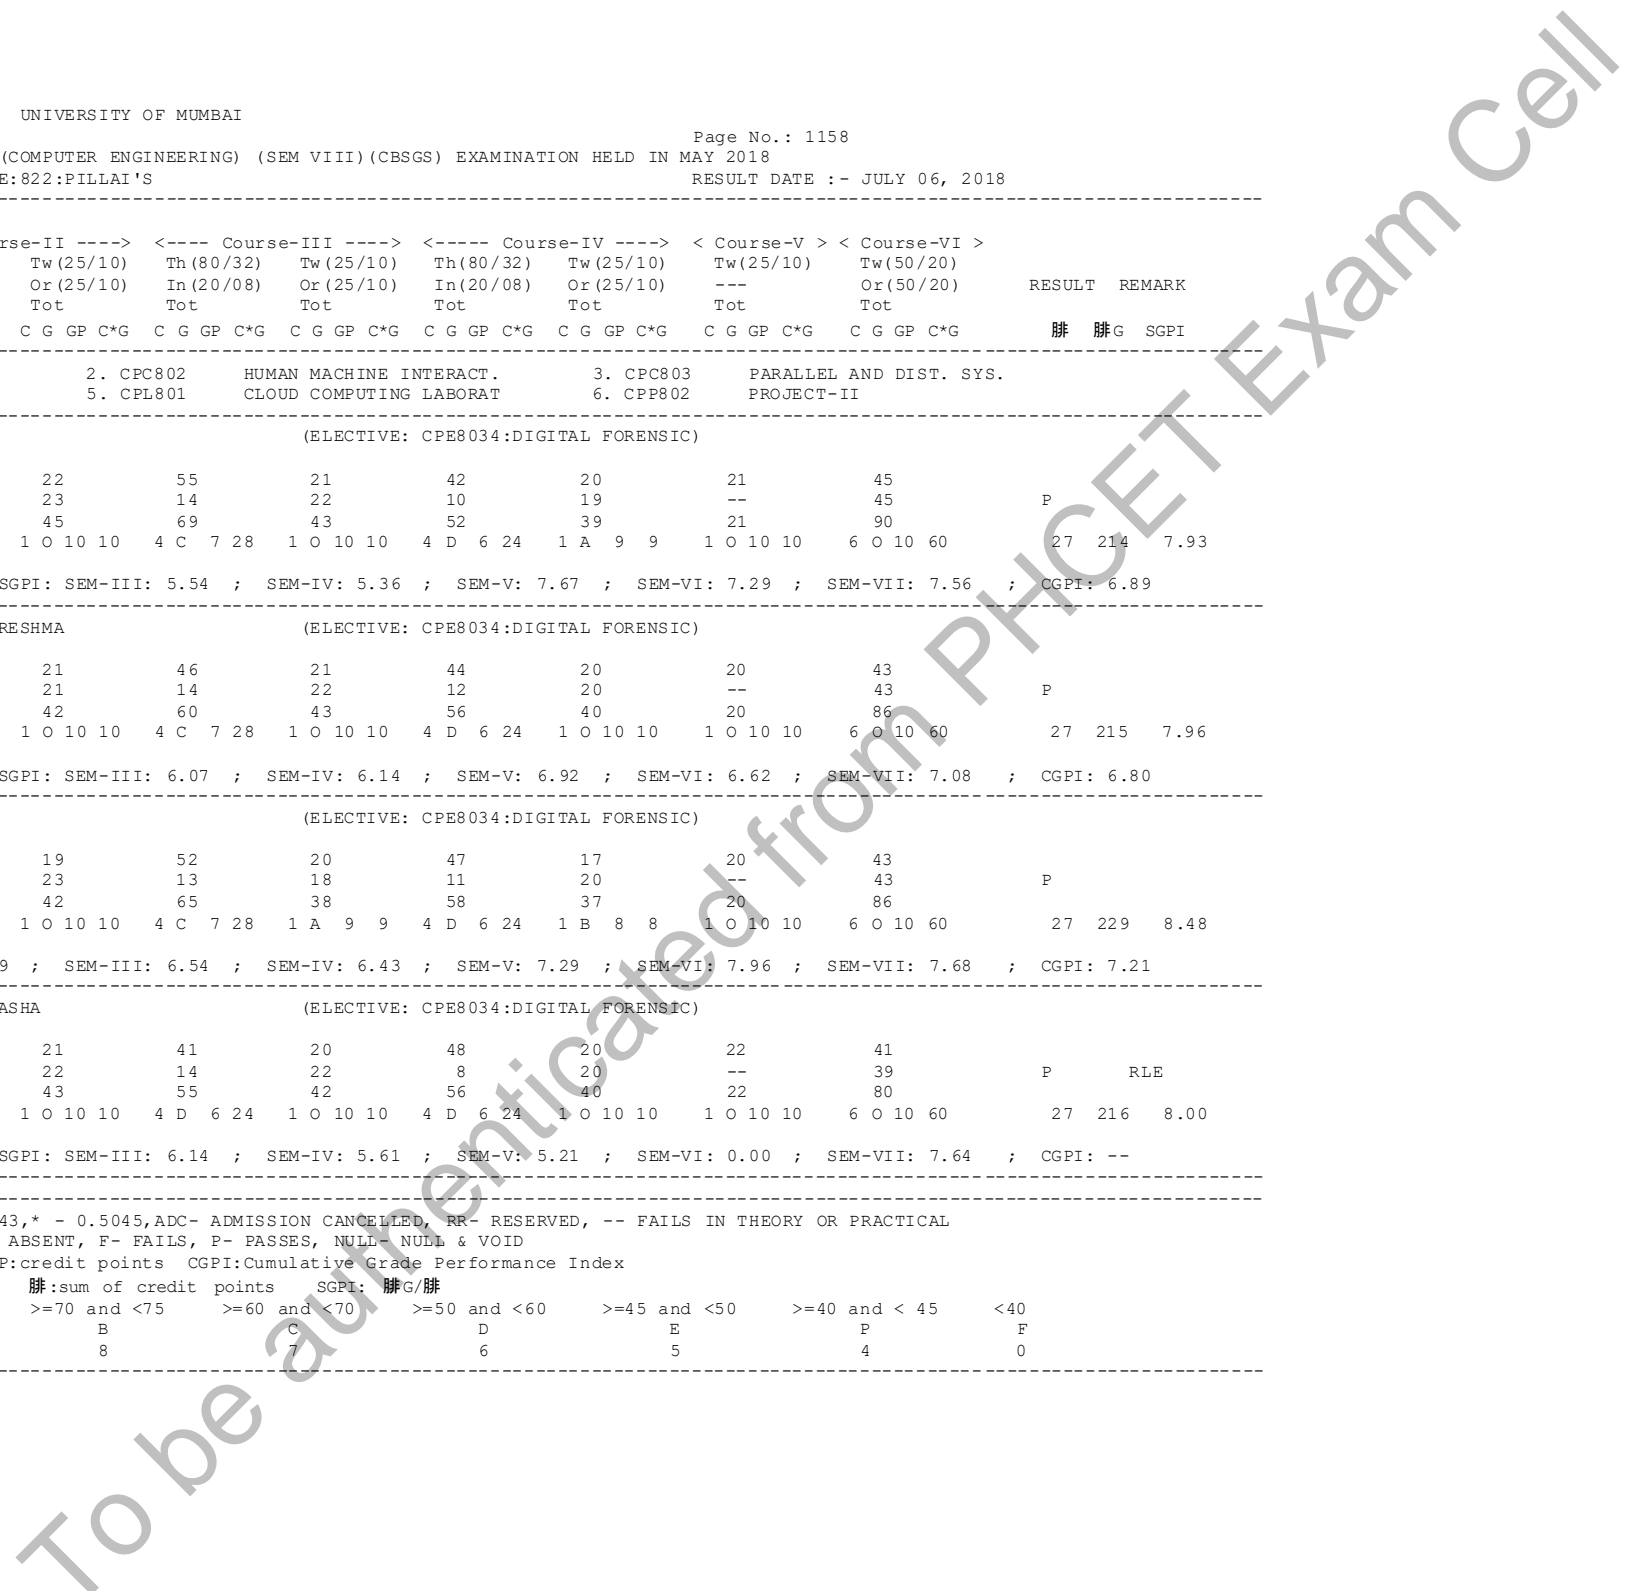 UNIVERSITY OF MUMBAI
Page No.: 1158
(COMPUTER ENGINEERING) (SEM VIII)(CBSGS) EXAMINATION HELD IN MAY 2018
E:822:PILLAI'S RESULT DATE :- JULY 06, 2018
rse-II ----> <---- Course-III ----> <----- Course-IV ----> < Course-V > < Course-VI >
Tw(25/10) Th(80/32) Tw(25/10) Th(80/32) Tw(25/10) Tw(25/10) Tw(50/20)
Or(25/10) In(20/08) Or(25/10) In(20/08) Or(25/10) --- Or(50/20) RESULT REMARK
Tot Tot Tot Tot Tot Tot Tot
C G GP C*G C G GP C*G C G GP C*G C G GP C*G C G GP C*G C G GP C*G C G GP C*G 腓 腓G SGPI
2. CPC802 HUMAN MACHINE INTERACT. 3. CPC803 PARALLEL AND DIST. SYS.
5. CPL801 CLOUD COMPUTING LABORAT 6. CPP802 PROJECT-II
(ELECTIVE: CPE8034:DIGITAL FORENSIC)
22 55 21 42 20 21 45
23 14 22 10 19 -- 45 P
45 69 43 52 39 21 90
1 O 10 10 4 C 7 28 1 O 10 10 4 D 6 24 1 A 9 9 1 O 10 10 6 O 10 60 27 214 7.93
SGPI: SEM-III: 5.54 ; SEM-IV: 5.36 ; SEM-V: 7.67 ; SEM-VI: 7.29 ; SEM-VII: 7.56 ; CGPI: 6.89
RESHMA (ELECTIVE: CPE8034:DIGITAL FORENSIC)
21 46 21 44 20 20 43
21 14 22 12 20 -- 43 P
42 60 43 56 40 20 86
1 O 10 10 4 C 7 28 1 O 10 10 4 D 6 24 1 O 10 10 1 O 10 10 6 O 10 60 27 215 7.96
SGPI: SEM-III: 6.07 ; SEM-IV: 6.14 ; SEM-V: 6.92 ; SEM-VI: 6.62 ; SEM-VII: 7.08 ; CGPI: 6.80
(ELECTIVE: CPE8034:DIGITAL FORENSIC)
19 52 20 47 17 20 43
23 13 18 11 20 -- 43 P
42 65 38 58 37 20 86
1 O 10 10 4 C 7 28 1 A 9 9 4 D 6 24 1 B 8 8 1 O 10 10 6 O 10 60 27 229 8.48
9 ; SEM-III: 6.54 ; SEM-IV: 6.43 ; SEM-V: 7.29 ; SEM-VI: 7.96 ; SEM-VII: 7.68 ; CGPI: 7.21
ASHA (ELECTIVE: CPE8034:DIGITAL FORENSIC)
21 41 20 48 20 22 41
22 14 22 8 20 -- 39 P RLE
43 55 42 56 40 22 80
1 O 10 10 4 D 6 24 1 O 10 10 4 D 6 24 1 O 10 10 1 O 10 10 6 O 10 60 27 216 8.00
SGPI: SEM-III: 6.14 ; SEM-IV: 5.61 ; SEM-V: 5.21 ; SEM-VI: 0.00 ; SEM-VII: 7.64 ; CGPI: --
43,* - 0.5045,ADC- ADMISSION CANCELLED, RR- RESERVED, -- FAILS IN THEORY OR PRACTICAL
ABSENT, F- FAILS, P- PASSES, NULL- NULL & VOID
P:credit points CGPI:Cumulative Grade Performance Index
腓:sum of credit points SGPI: 腓G/腓
>=70 and <75 >=60 and <70 >=50 and <60 >=45 and <50 >=40 and < 45 <40
B C D E P F
8 7 6 5 4 0
To be authenticated from PHCET Exam Cell